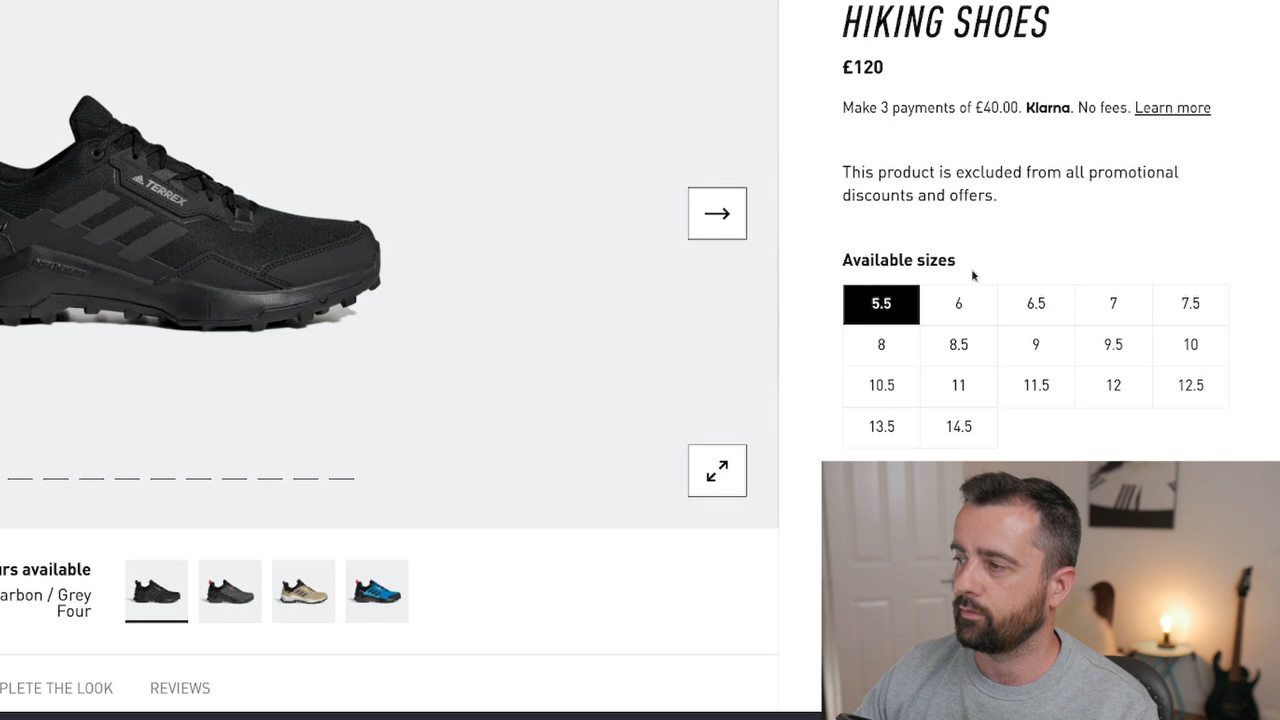 HIKING SHOES
£120
Make 3 payments of £40.00. Klarna. No fees. Learn more
This product is excluded from all promotional
discounts and offers.
TERREX
Available sizes
5.5 6 6.5 7 7.5
8 8.5 9 9.5 10
10.5 11 11.5 12 12.5
13.5 14.5
urs available
arbon / Grey
Four
PLETE THE LOOK REVIEWS